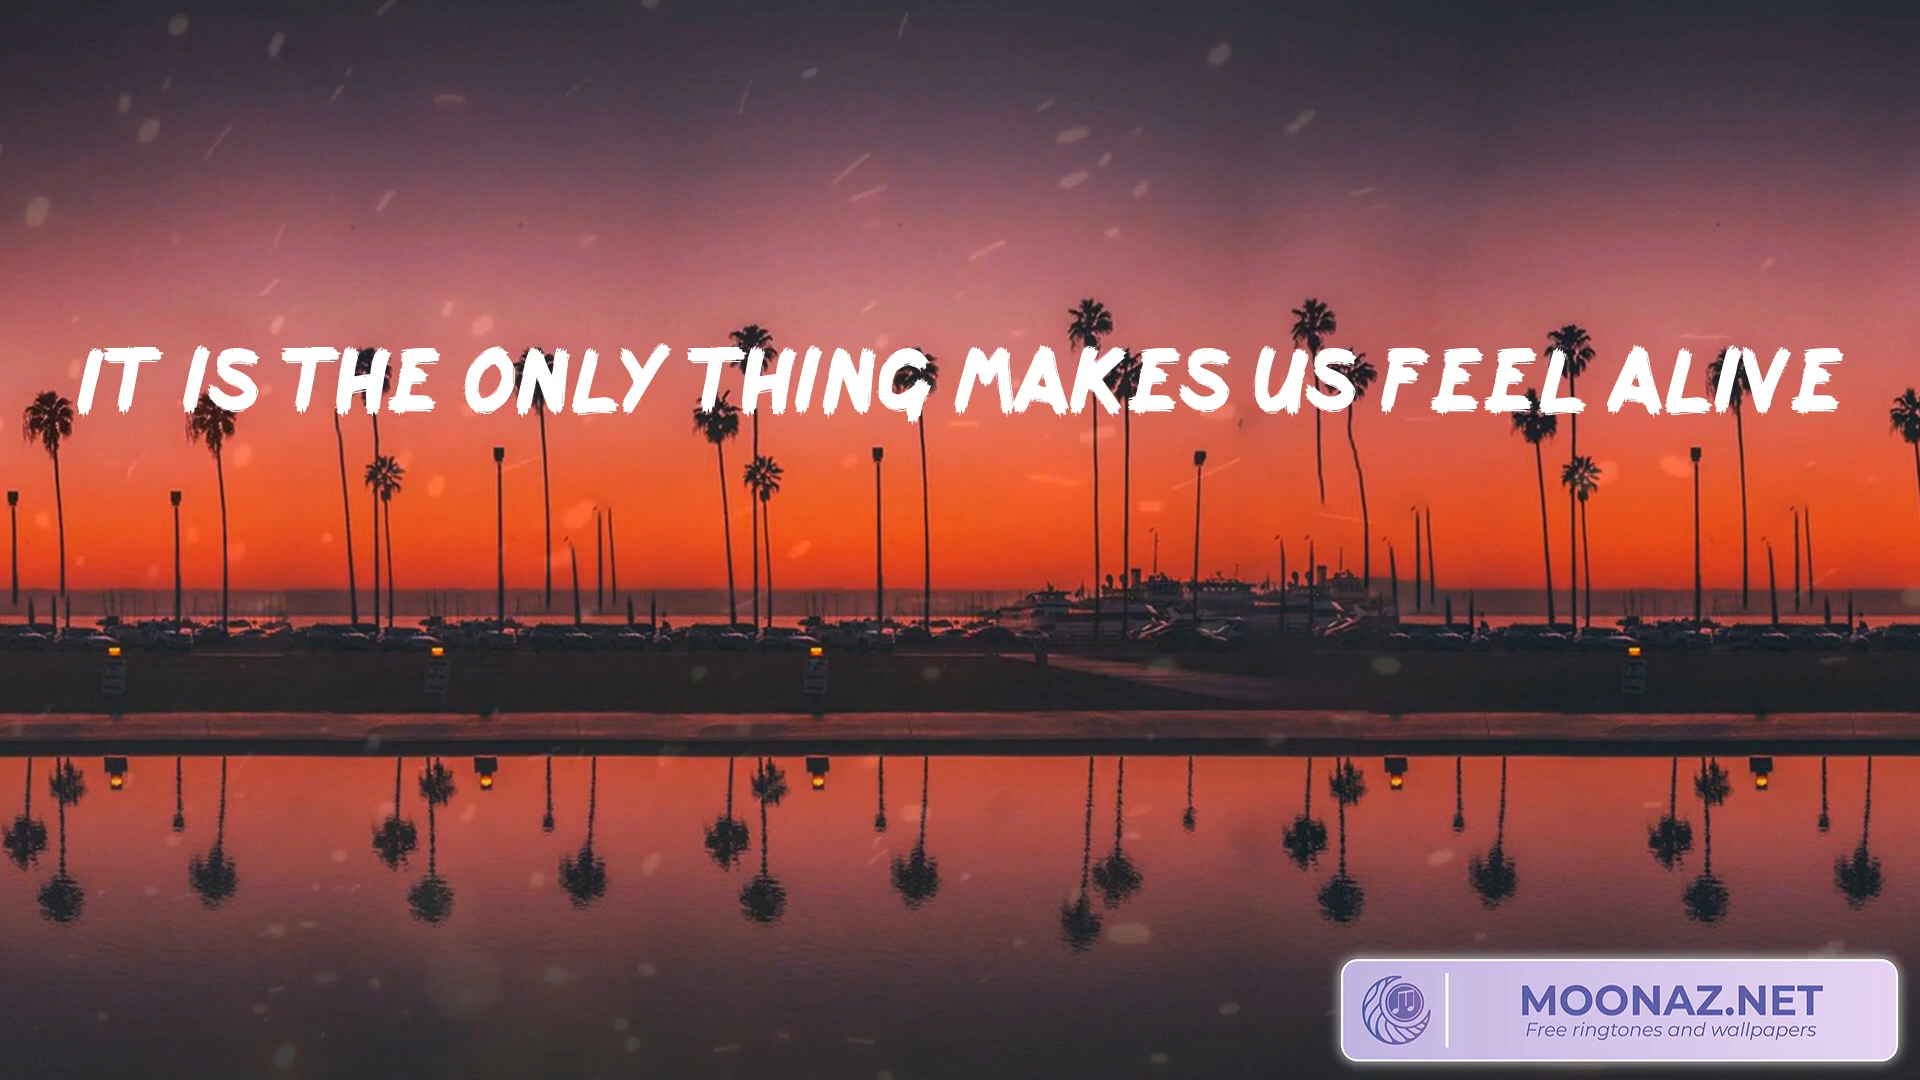 IT IS THE ONLY THING MAKES US FEEL ALIVE
MOONAZ.NET
Free ringtones and wallpapers